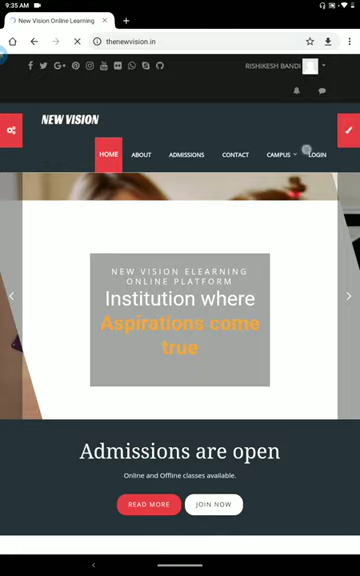 9:35 AM
New Vision Online Learning
thenewvision.in
RISHIKESH BANDI
NEW VISION
HOME ABOUT ADMISSIONS CONTACT CAMPUS LOGIN
NEW VISION ELEARNING
ONLINE PLATFORM
Institution where
Aspirations come
true
Admissions are open
Online and Offline classes available.
READ MORE JOIN NOW